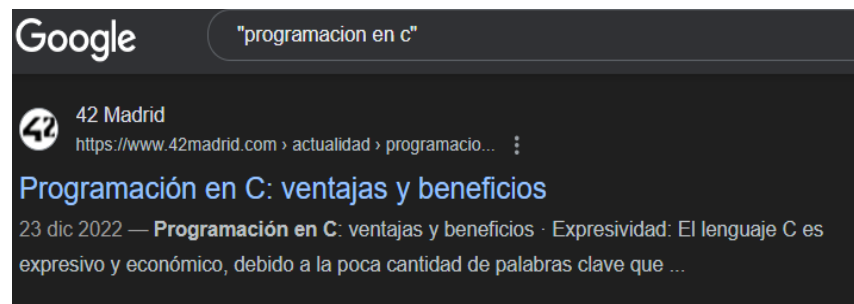 Google
"programacion en c"
42
42 Madrid
https://www.42madrid.com › actualidad › programacio...
Programación en C: ventajas y beneficios
23 dic 2022 — Programación en C: ventajas y beneficios · Expresividad: El lenguaje C es
expresivo y económico, debido a la poca cantidad de palabras clave que ...